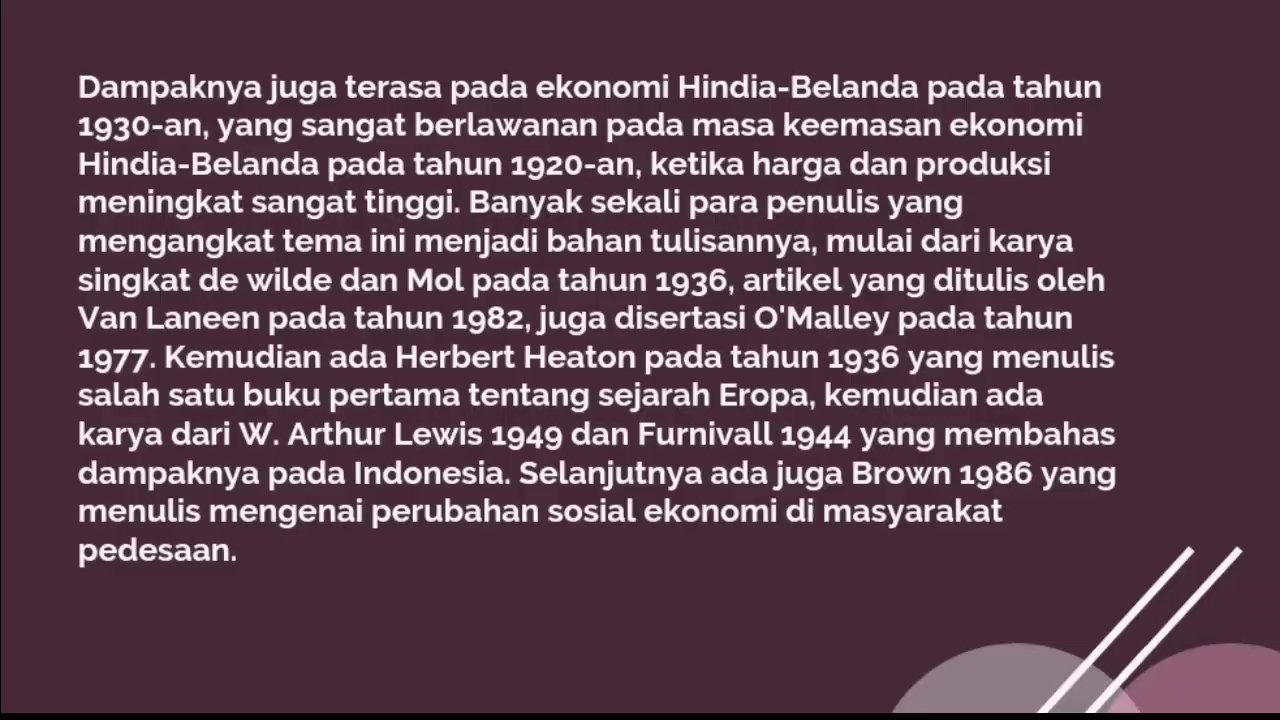 Dampaknya juga terasa pada ekonomi Hindia-Belanda pada tahun
1930-an, yang sangat berlawanan pada masa keemasan ekonomi
Hindia-Belanda pada tahun 1920-an, ketika harga dan produksi
meningkat sangat tinggi. Banyak sekali para penulis yang
mengangkat tema ini menjadi bahan tulisannya, mulai dari karya
singkat de wilde dan Mol pada tahun 1936, artikel yang ditulis oleh
Van Laneen pada tahun 1982, juga disertasi O'Malley pada tahun
1977. Kemudian ada Herbert Heaton pada tahun 1936 yang menulis
salah satu buku pertama tentang sejarah Eropa, kemudian ada
karya dari W. Arthur Lewis 1949 dan Furnivall 1944 yang membahas
dampaknya pada Indonesia. Selanjutnya ada juga Brown 1986 yang
menulis mengenai perubahan sosial ekonomi di masyarakat
pedesaan.